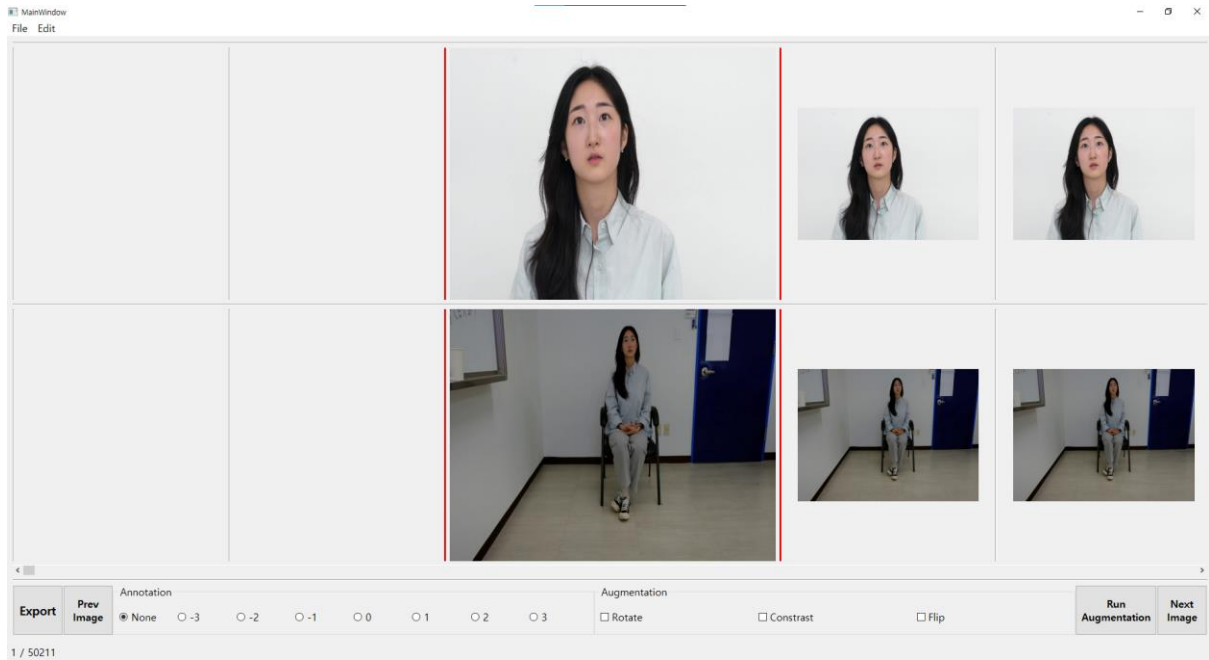 MainWindow
File Edit
Annotation
Augmentation
Export
Prev
Image
None
-3
-2
-1
0
1
2
3
Rotate
Constrast
Flip
Run
Augmentation
Next
Image
1 / 50211